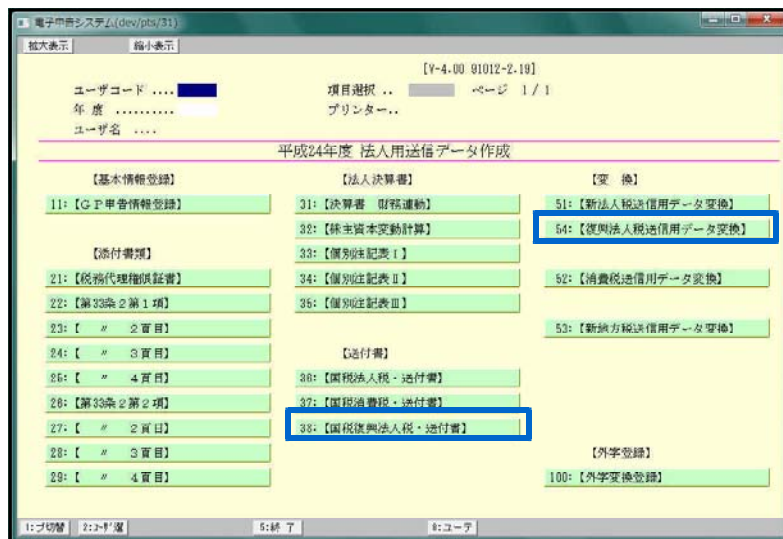 電子申告システム(dev/pts/31)
拡大表示 縮小表示
[V-4.00 91012-2.19]
ユーザコード .... 項目選択 .. ページ 1/1
年 度 .......... プリンター..
ユーザ名 ....
平成24年度 法人用送信データ作成
【基本情報登録】 【法人決算書】 【変 換】
11:【GP申告情報登録】 31:【決算書 財務連動】 51:【新法人税送信用データ変換】
32:【株主資本変動計算】 54:【復興法人税送信用データ変換】
【添付書類】 33:【個別注記表Ⅰ】
21:【税務代理権限証書】 34:【個別注記表Ⅱ】 52:【消費税送信用データ変換】
22:【第33条2第1項】 35:【個別注記表Ⅲ】
23:【 〃 2頁目】 53:【新地方税送信用データ変換】
24:【 〃 3頁目】 【送付書】
25:【 〃 4頁目】 36:【国税法人税・送付書】
26:【第33条2第2項】 37:【国税消費税・送付書】
27:【 〃 2頁目】 38:【国税復興法人税・送付書】
28:【 〃 3頁目】 【外字登録】
29:【 〃 4頁目】 100:【外字変換登録】
1:プ切替 2:ユーザ選 5:終 了 9:ユーテ